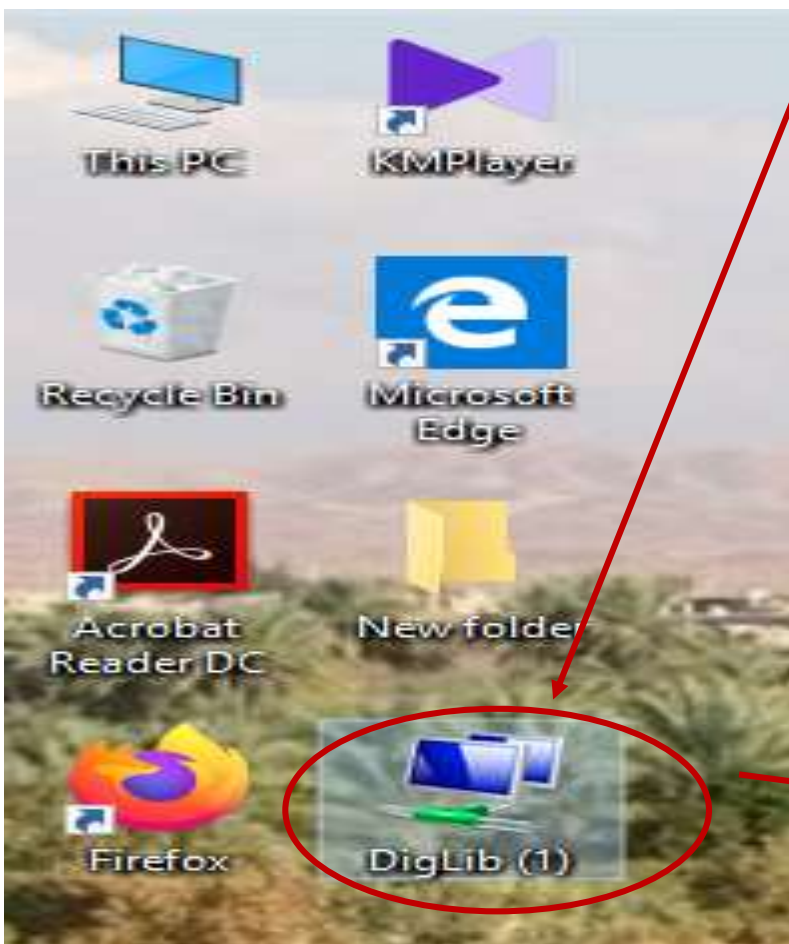 This PC
KMPlayer
Recycle Bin
Microsoft
Edge
Acrobat
Reader DC
New folder
Firefox
DigLib (1)